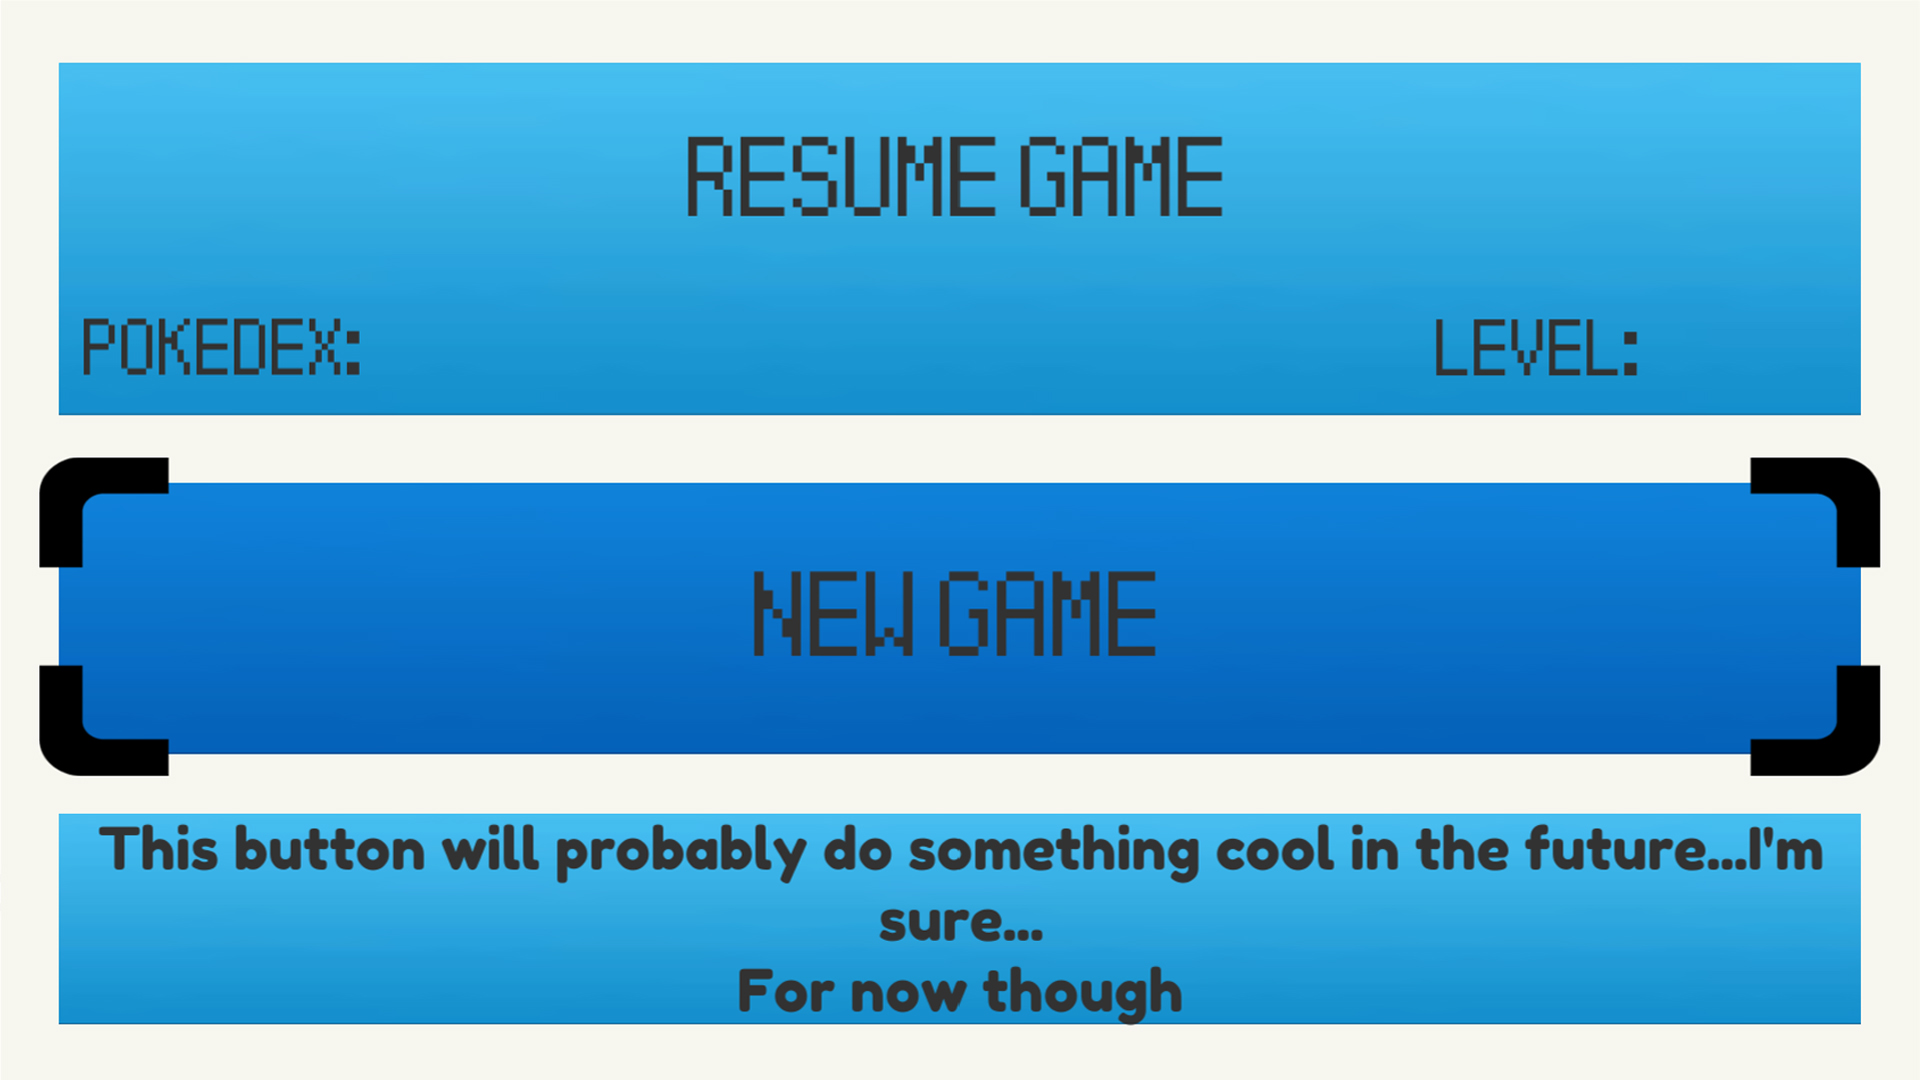 RESUME GAME
POKEDEX:
LEVEL:
NEW GAME
This button will probably do something cool in the future...I'm
sure...
For now though